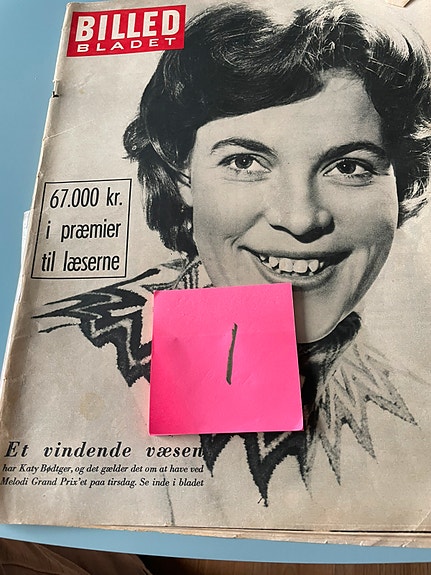 BILLED
BLADET
67.000 kr.
i præmier
til læserne
1
Et vindende væsen
har Katy Bødtger, og det gælder det om at have ved
Melodi Grand Prix'et paa tirsdag. Se inde i bladet